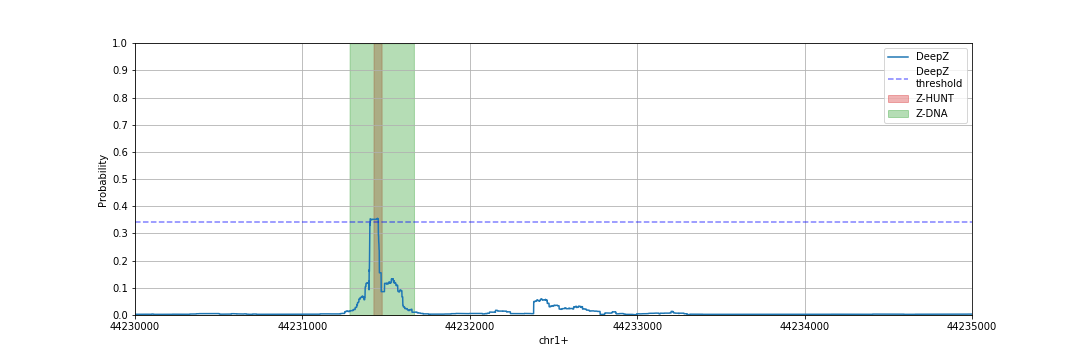 1.0
0.9
0.8
0.7
0.6
0.5
0.4
0.3
0.2
0.1
0.0
Probability
44230000
44231000
44232000
44233000
44234000
44235000
chr1+
DeepZ
DeepZ
threshold
Z-HUNT
Z-DNA